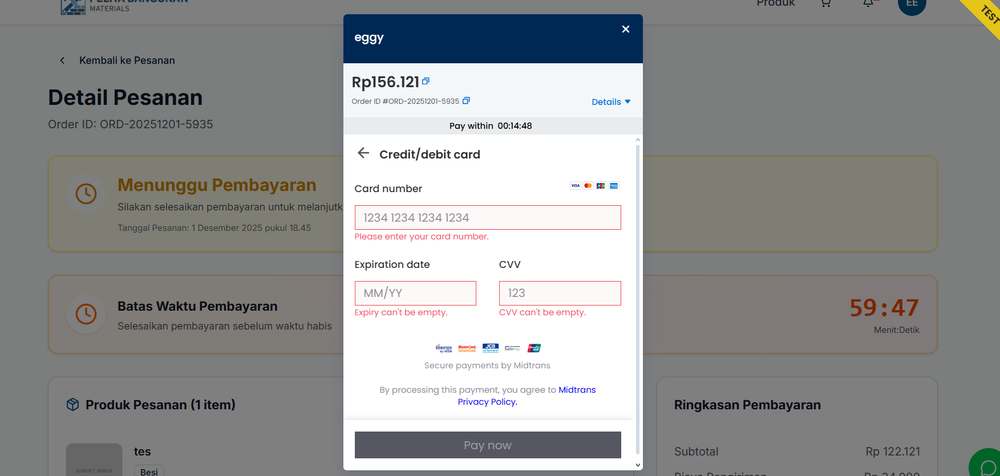 MATERIALS
Produk
EE
TEST
Kembali ke Pesanan
Detail Pesanan
Order ID: ORD-20251201-5935
Menunggu Pembayaran
Silakan selesaikan pembayaran untuk melanjutk
Tanggal Pesanan: 1 Desember 2025 pukul 18.45
Batas Waktu Pembayaran
Selesaikan pembayaran sebelum waktu habis
59:47
Menit:Detik
Produk Pesanan (1 item)
DUMMY IMAGE
tes
Besi
Ringkasan Pembayaran
Subtotal Rp 122.121
eggy
Rp156.121
Order ID #ORD-20251201-5935
Details
Pay within 00:14:48
Credit/debit card
Card number
VISA
1234 1234 1234 1234
Please enter your card number.
Expiration date
CVV
MM/YY
123
Expiry can't be empty.
CVV can't be empty.
VERIFIED by VISA
MasterCard. SecureCode.
JCB
SafeKey
Secure payments by Midtrans
By processing this payment, you agree to Midtrans
Privacy Policy.
Pay now